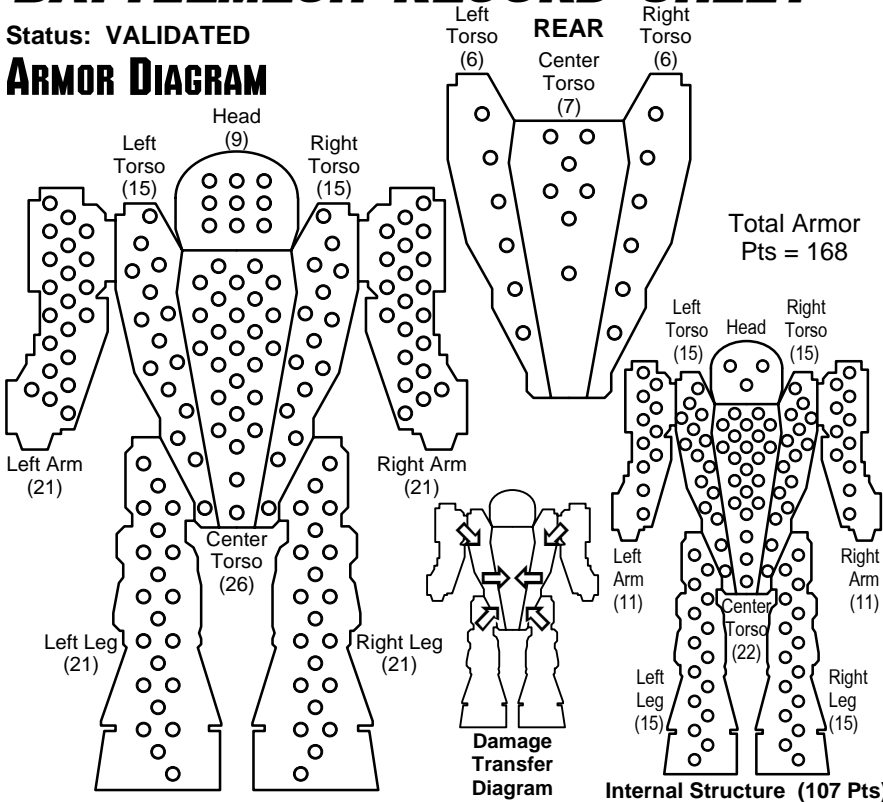 BATTLEMECH RECORD SHEET
Status: VALIDATED
ARMOR DIAGRAM
Head
(9)
Left
Torso
(15)
Right
Torso
(15)
Left Arm
(21)
Right Arm
(21)
Center
Torso
(26)
Left Leg
(21)
Right Leg
(21)
REAR
Left
Torso
(6)
Center
Torso
(7)
Right
Torso
(6)
Total Armor
Pts = 168
Left
Torso
(15)
Head
Right
Torso
(15)
Left
Arm
(11)
Right
Arm
(11)
Center
Torso
(22)
Left
Leg
(15)
Right
Leg
(15)
Damage
Transfer
Diagram
Internal Structure (107 Pts)